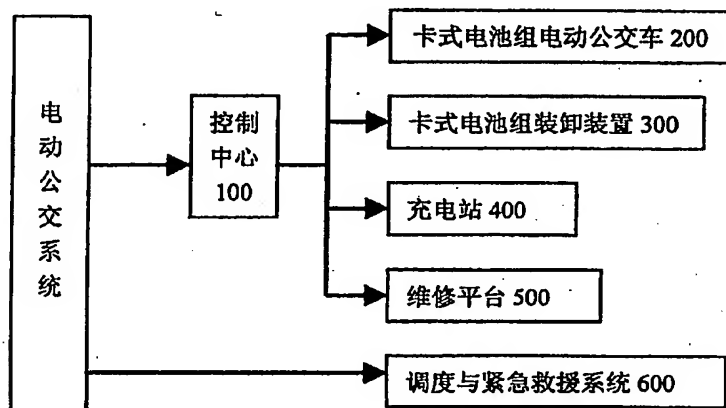 电动公交系统
控制
中心
100
卡式电池组电动公交车 200
卡式电池组装卸装置 300
充电站 400
维修平台 500
调度与紧急救援系统 600